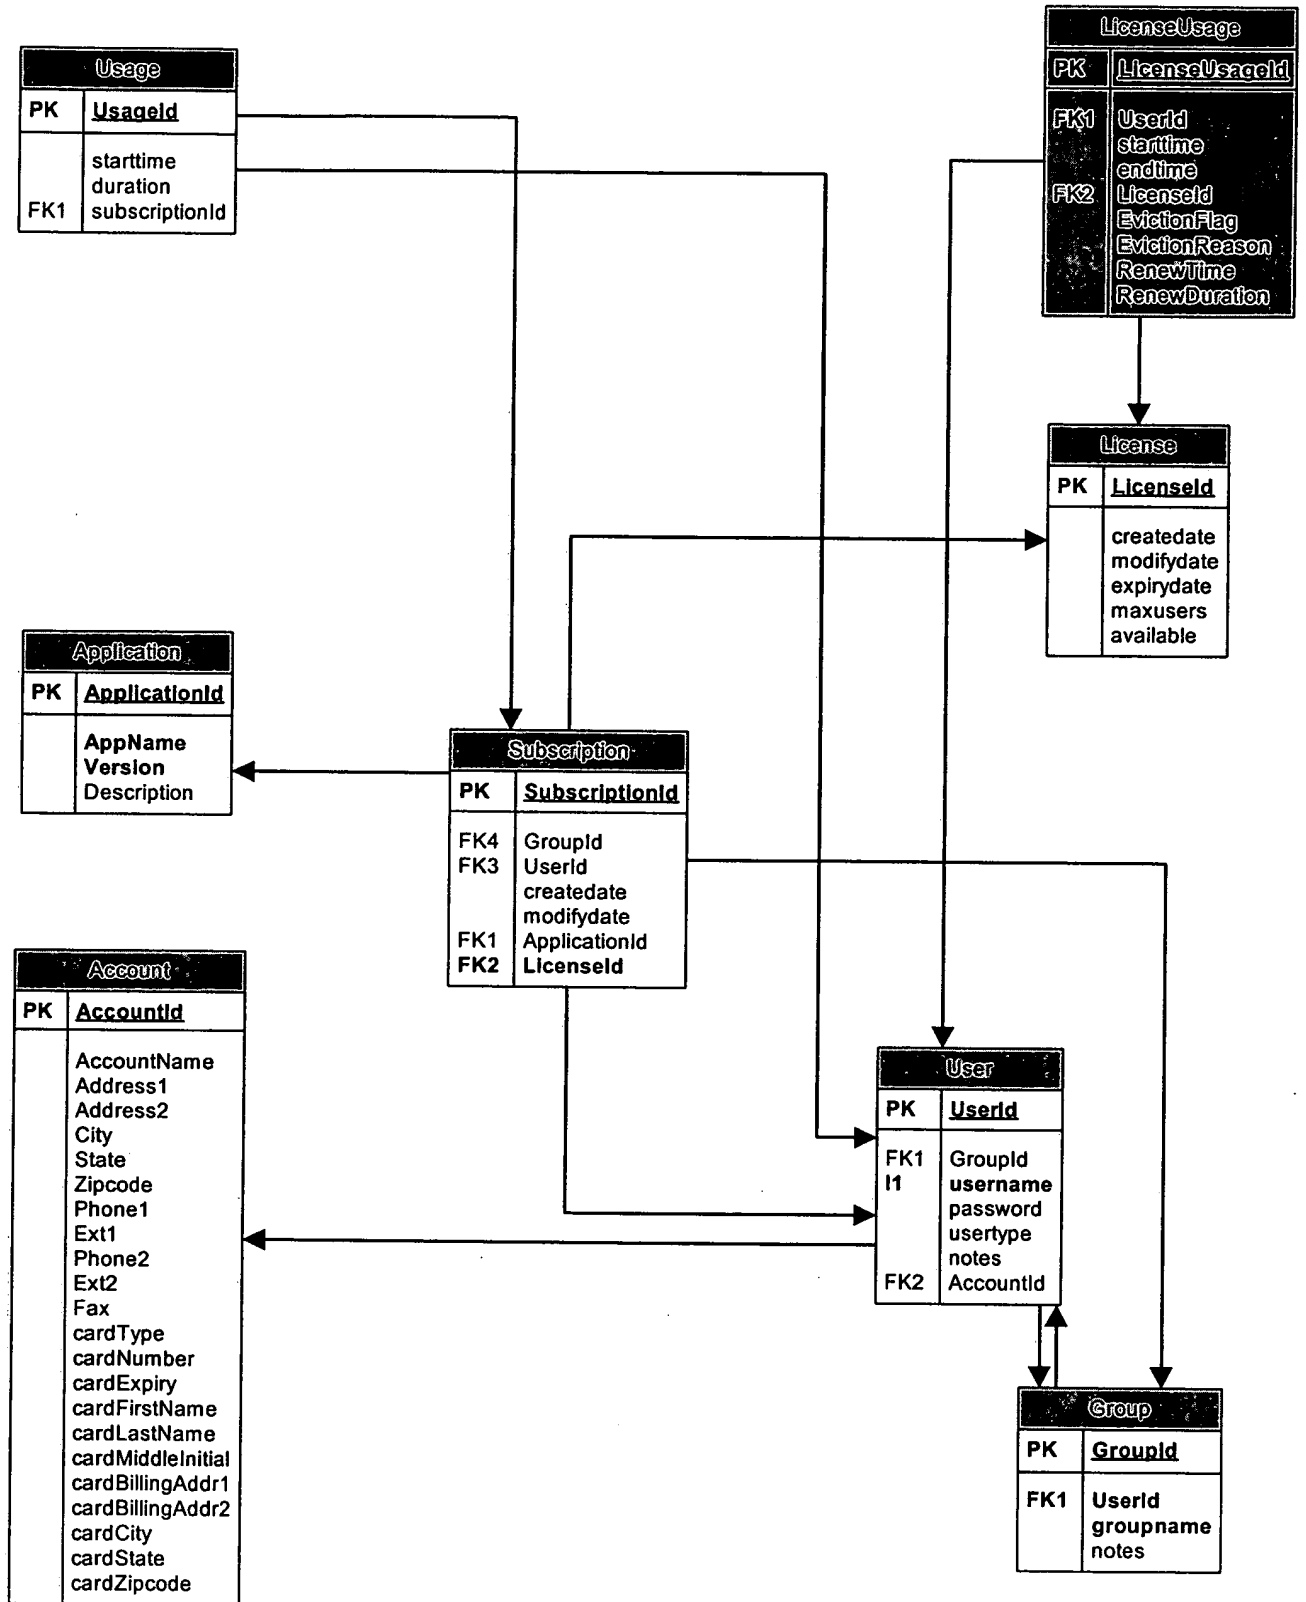 Usage
PK UsageId
starttime
duration
FK1 subscriptionId
LicenseUsage
PK LicenseUsageId
FK1 UserId
starttime
endtime
FK2 LicenseId
EvictionFlag
EvictionReason
RenewTime
RenewDuration
License
PK LicenseId
createdate
modifydate
expirydate
maxusers
available
Application
PK ApplicationId
AppName
Version
Description
Subscription
PK SubscriptionId
FK4 GroupId
FK3 UserId
createdate
modifydate
FK1 ApplicationId
FK2 LicenseId
Account
PK AccountId
AccountName
Address1
Address2
City
State
Zipcode
Phone1
Ext1
Phone2
Ext2
Fax
cardType
cardNumber
cardExpiry
cardFirstName
cardLastName
cardMiddleInitial
cardBillingAddr1
cardBillingAddr2
cardCity
cardState
cardZipcode
User
PK UserId
FK1 GroupId
I1 username
password
usertype
notes
FK2 AccountId
Group
PK GroupId
FK1 UserId
groupname
notes